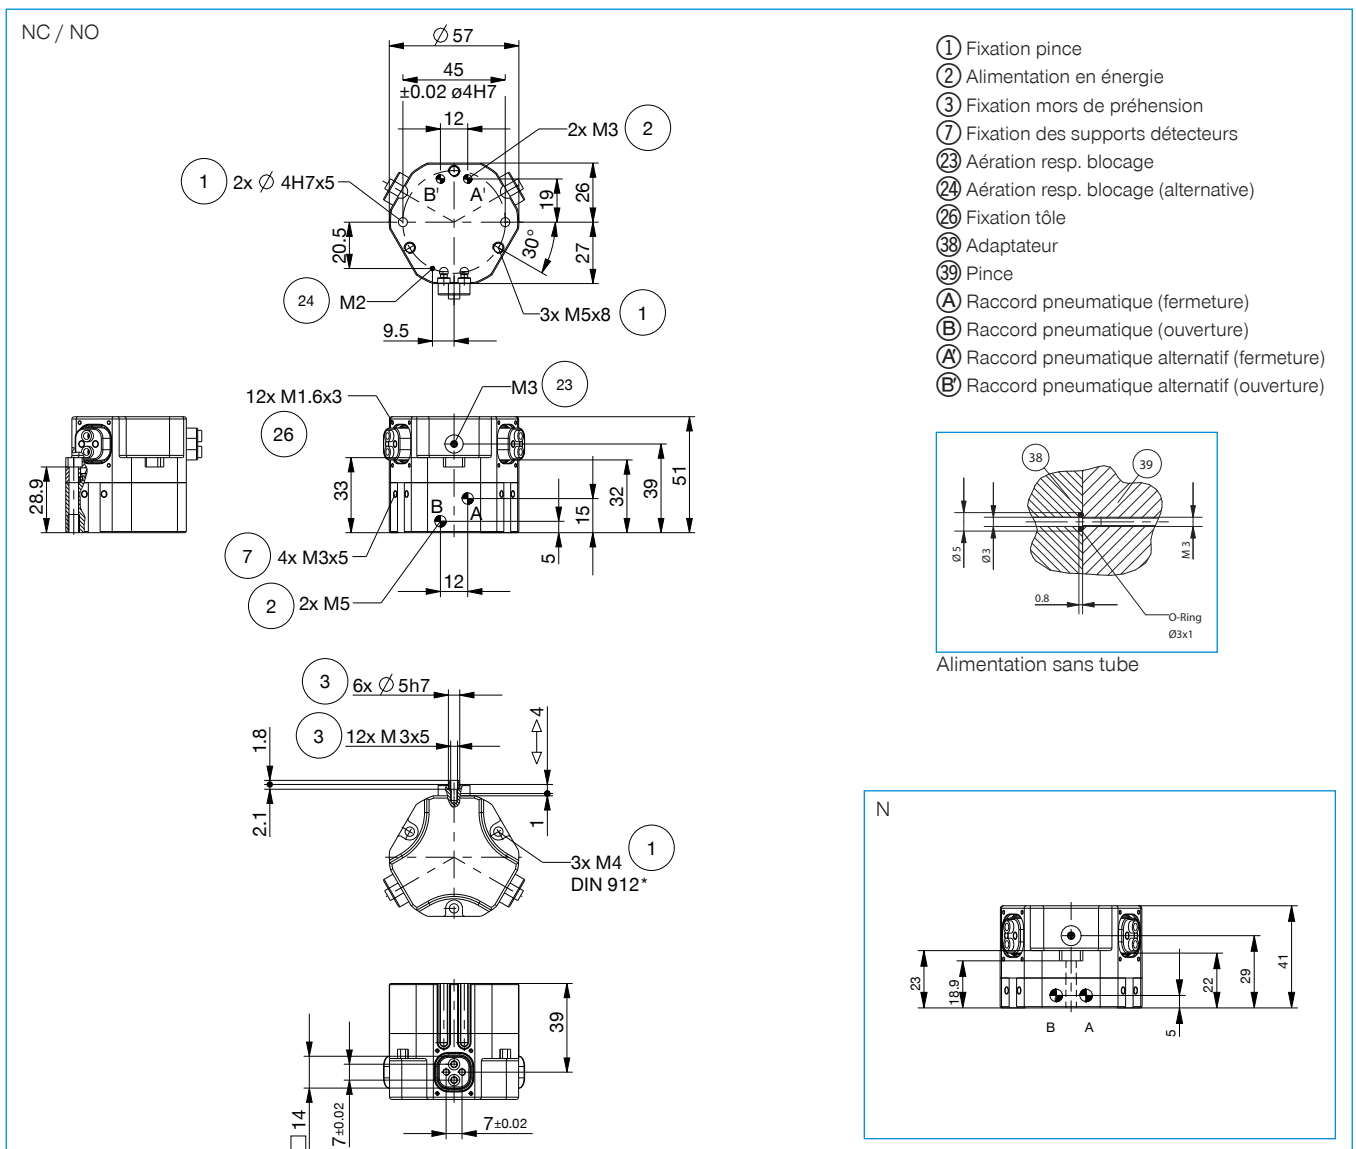 NC / NO
Ø 57
45
±0.02 ø4H7
12
2x M3 2
1 2x Ø 4H7x5
B' A'
19
26
20.5
30°
27
24 M2
3x M5x8 1
9.5
12x M1.6x3
26
M3 23
28.9
33
B
A
15
32
39
51
7 4x M3x5
5
12
2 2x M5
3 6x Ø 5h7
3 12x M 3x5
1.8
4
2.1
1
3x M4 1
DIN 912*
39
14
7±0.02
7±0.02
1 Fixation pince
2 Alimentation en énergie
3 Fixation mors de préhension
7 Fixation des supports détecteurs
23 Aération resp. blocage
24 Aération resp. blocage (alternative)
26 Fixation tôle
38 Adaptateur
39 Pince
A Raccord pneumatique (fermeture)
B Raccord pneumatique (ouverture)
A' Raccord pneumatique alternatif (fermeture)
B' Raccord pneumatique alternatif (ouverture)
38
39
Ø5
Ø3
M 3
0.8
O-Ring
Ø3x1
Alimentation sans tube
N
23
18.9
B A
5
22
29
41